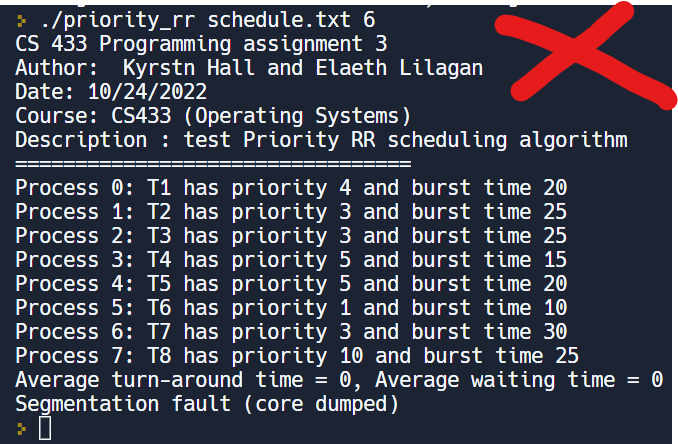 > ./priority_rr schedule.txt 6
CS 433 Programming assignment 3
Author:  Kyrstn Hall and Elaeth Lilagan
Date: 10/24/2022
Course: CS433 (Operating Systems)
Description : test Priority RR scheduling algorithm
=================================
Process 0: T1 has priority 4 and burst time 20
Process 1: T2 has priority 3 and burst time 25
Process 2: T3 has priority 3 and burst time 25
Process 3: T4 has priority 5 and burst time 15
Process 4: T5 has priority 5 and burst time 20
Process 5: T6 has priority 1 and burst time 10
Process 6: T7 has priority 3 and burst time 30
Process 7: T8 has priority 10 and burst time 25
Average turn-around time = 0, Average waiting time = 0
Segmentation fault (core dumped)
>